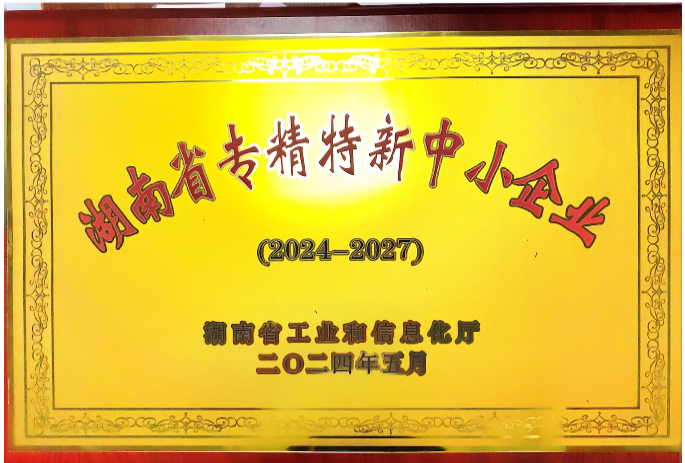 湖南省专精特新中小企业
(2024-2027)
湖南省工业和信息化厅
二〇二四年五月